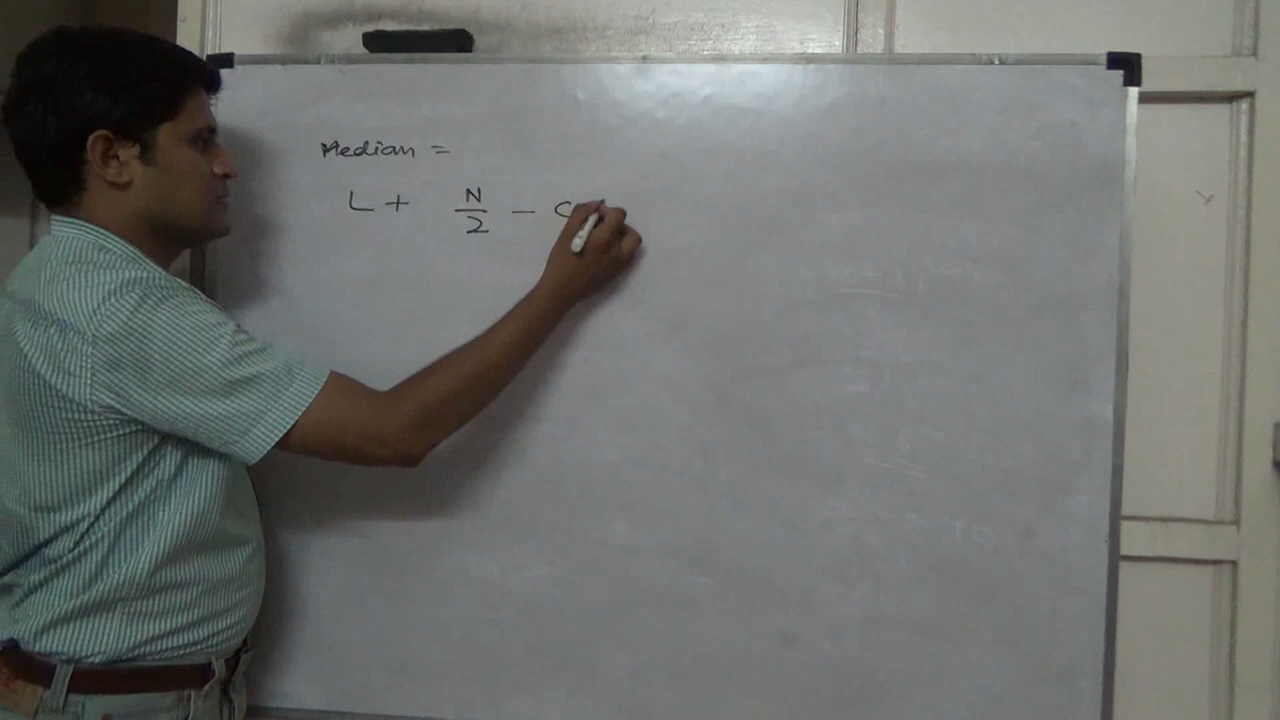 Median =
L + N/2 - C